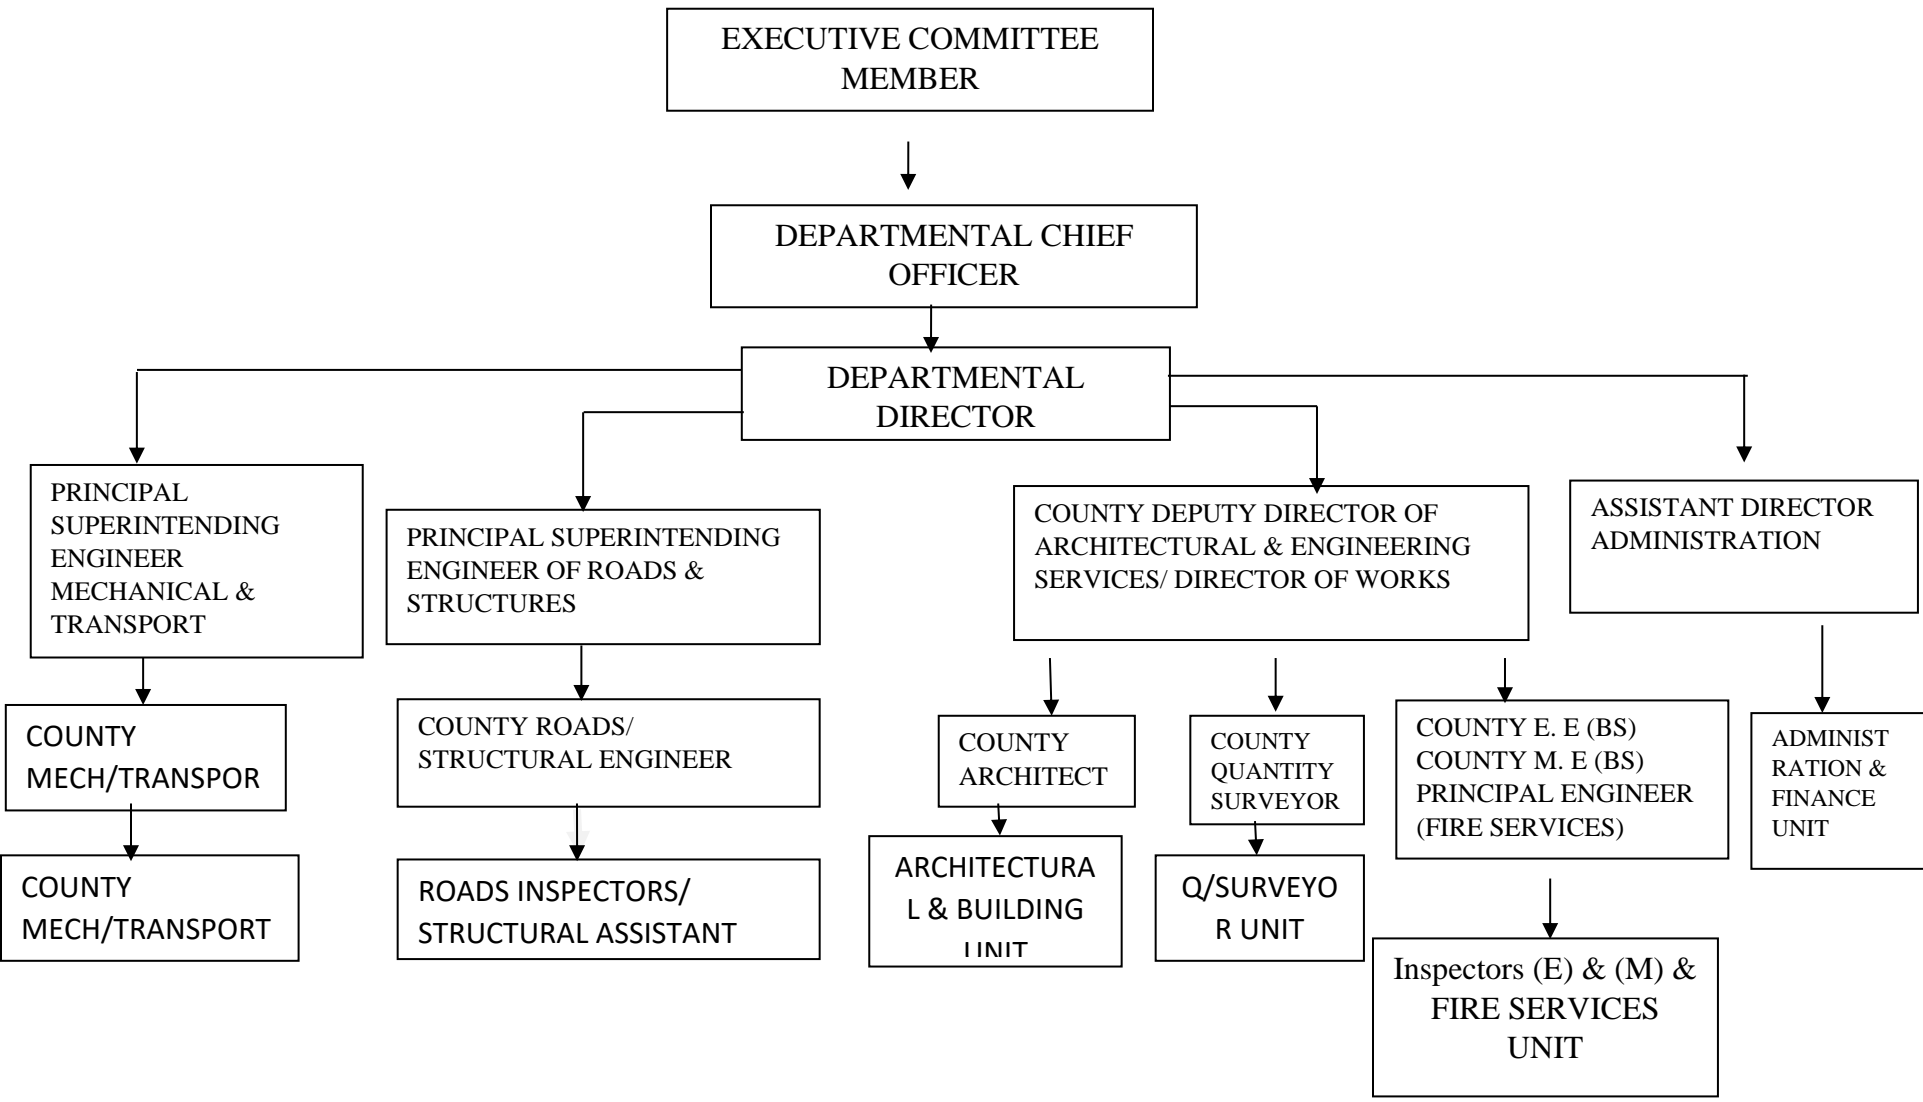 EXECUTIVE COMMITTEE
MEMBER
DEPARTMENTAL CHIEF
OFFICER
DEPARTMENTAL
DIRECTOR
PRINCIPAL
SUPERINTENDING
ENGINEER
MECHANICAL &
TRANSPORT
PRINCIPAL SUPERINTENDING
ENGINEER OF ROADS &
STRUCTURES
COUNTY DEPUTY DIRECTOR OF
ARCHITECTURAL & ENGINEERING
SERVICES/ DIRECTOR OF WORKS
ASSISTANT DIRECTOR
ADMINISTRATION
COUNTY
MECH/TRANSPOR
COUNTY ROADS/
STRUCTURAL ENGINEER
COUNTY
ARCHITECT
COUNTY
QUANTITY
SURVEYOR
COUNTY E. E (BS)
COUNTY M. E (BS)
PRINCIPAL ENGINEER
(FIRE SERVICES)
ADMINIST
RATION &
FINANCE
UNIT
COUNTY
MECH/TRANSPORT
ROADS INSPECTORS/
STRUCTURAL ASSISTANT
ARCHITECTURA
L & BUILDING
UNIT
Q/SURVEYO
R UNIT
Inspectors (E) & (M) &
FIRE SERVICES
UNIT